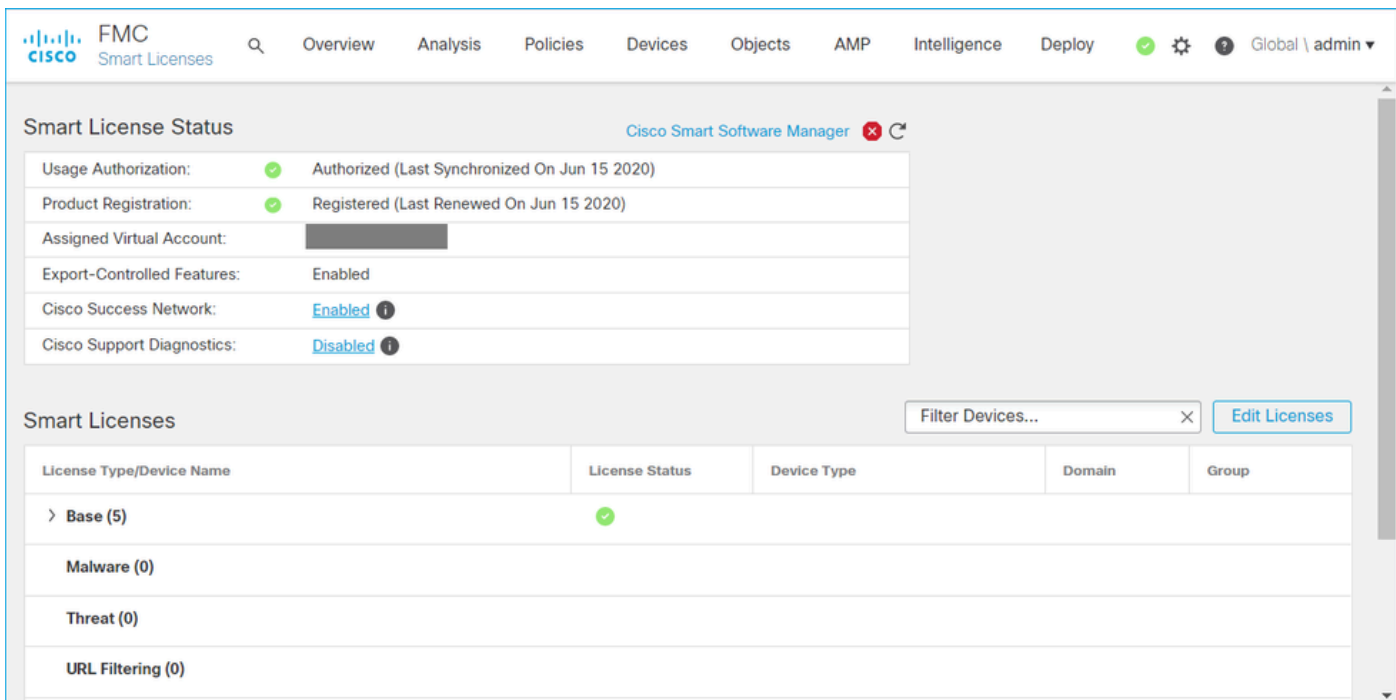 CISCO FMC Overview Analysis Policies Devices Objects AMP Intelligence Deploy Global \ admin
Smart Licenses
Smart License Status Cisco Smart Software Manager
Usage Authorization: Authorized (Last Synchronized On Jun 15 2020)
Product Registration: Registered (Last Renewed On Jun 15 2020)
Assigned Virtual Account:
Export-Controlled Features: Enabled
Cisco Success Network: Enabled
Cisco Support Diagnostics: Disabled
Smart Licenses Filter Devices... Edit Licenses
License Type/Device Name License Status Device Type Domain Group
Base (5)
Malware (0)
Threat (0)
URL Filtering (0)